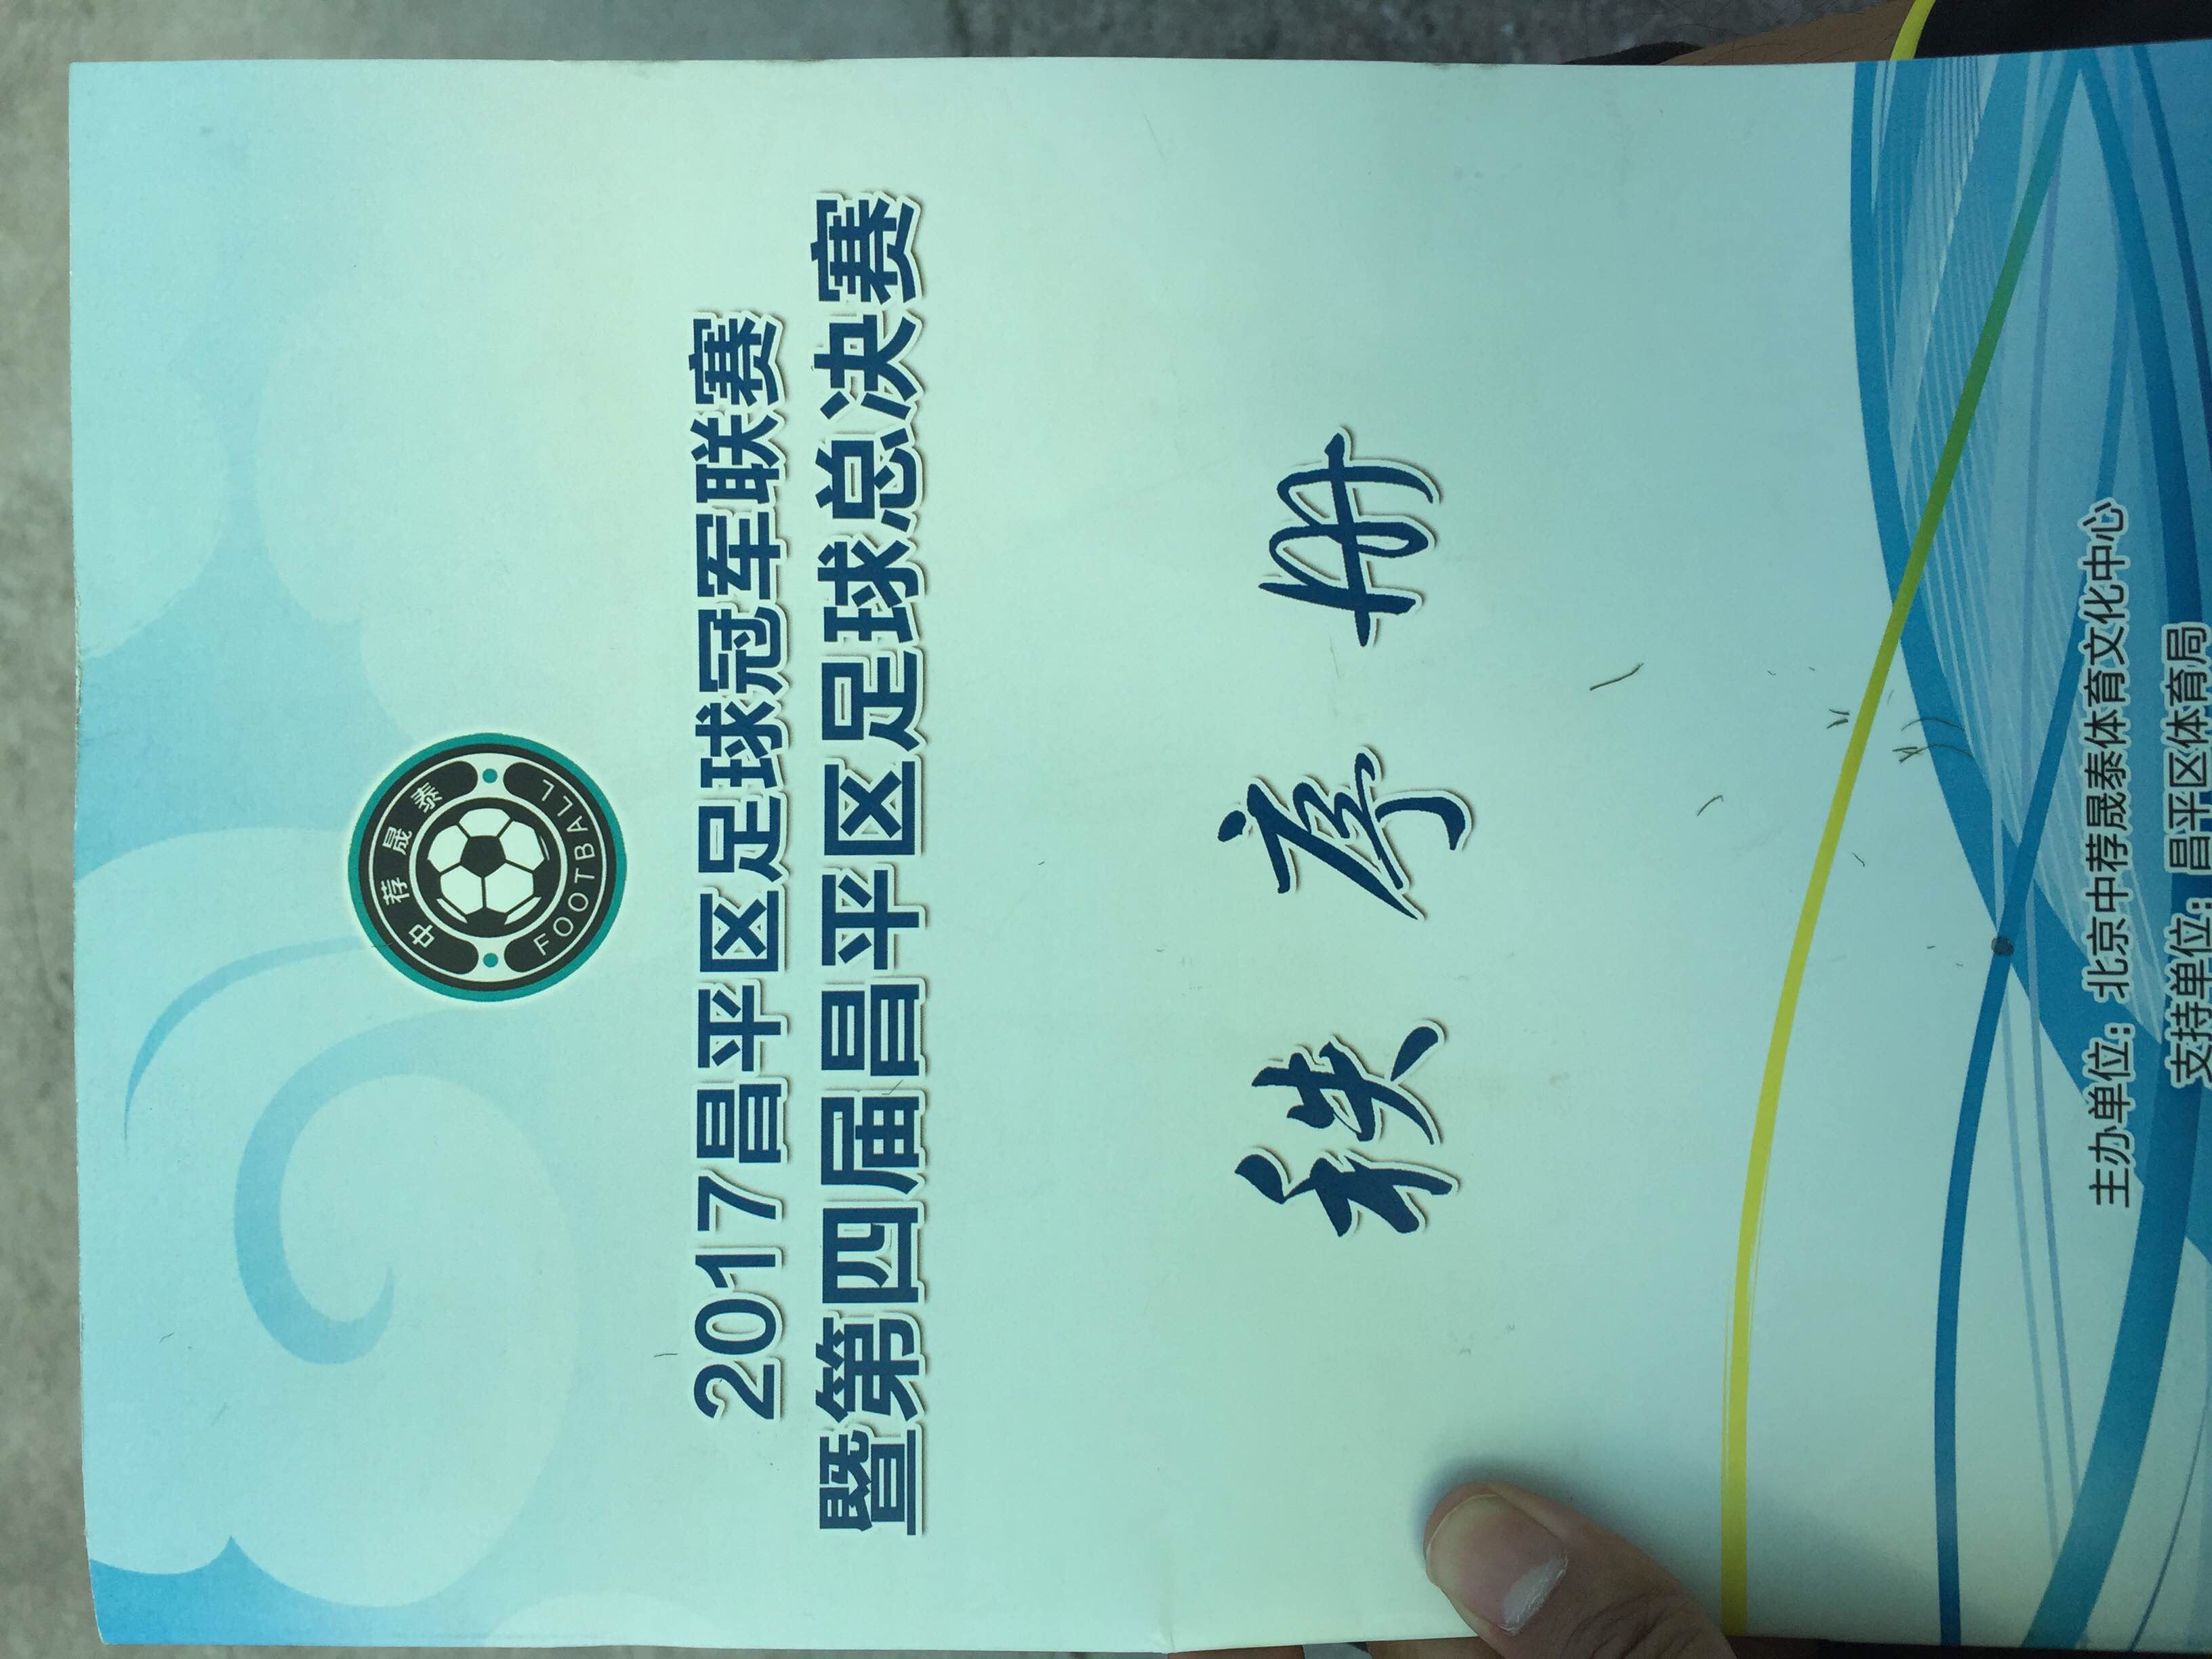 中荐晟泰
FOOTBALL
2017昌平区足球冠军联赛
暨第四届昌平区足球总决赛
秩序册
主办单位：北京中荐晟泰体育文化中心
支持单位：昌平区体育局